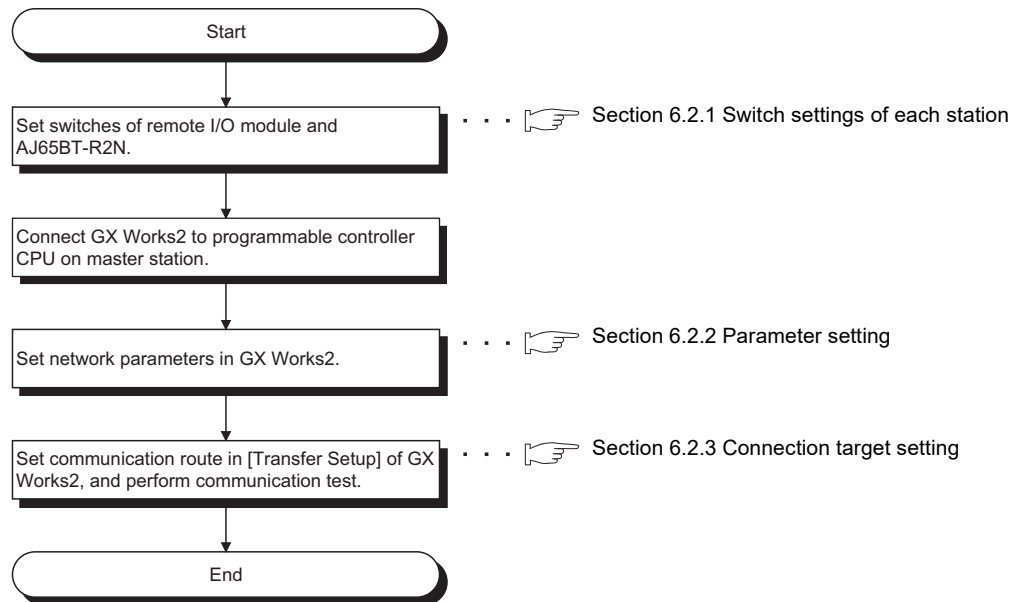 Start
Set switches of remote I/O module and
AJ65BT-R2N.
. . . Section 6.2.1 Switch settings of each station
Connect GX Works2 to programmable controller
CPU on master station.
Set network parameters in GX Works2.
. . . Section 6.2.2 Parameter setting
Set communication route in [Transfer Setup] of GX
Works2, and perform communication test.
. . . Section 6.2.3 Connection target setting
End